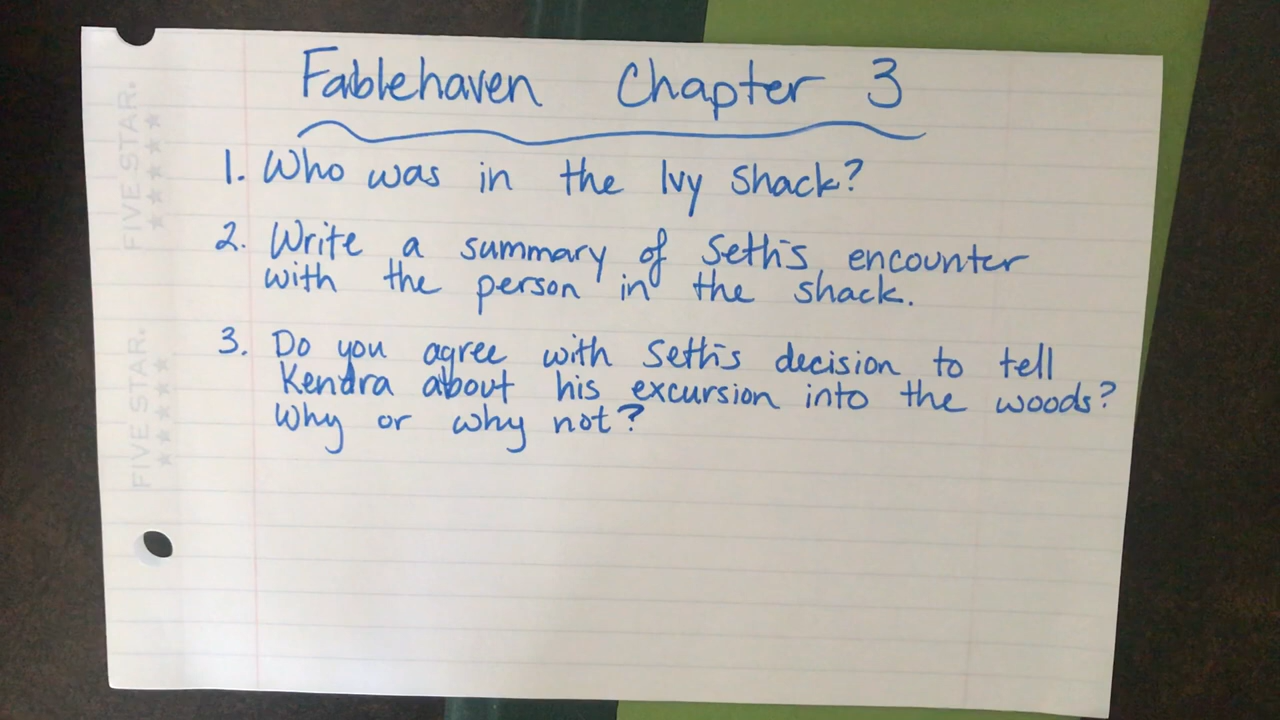 Fablehaven Chapter 3
1. Who was in the Ivy Shack?
2. Write a summary of Seth's encounter
with the person in the shack.
3. Do you agree with Seth's decision to tell
Kendra about his excursion into the woods?
Why or why not?
FIVE STAR.
FIVE STAR.